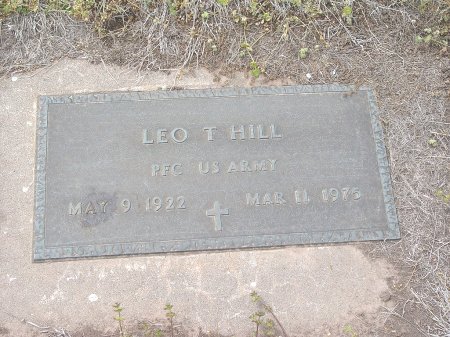 LEO T HILL
PFC US ARMY
MAY 9 1922 MAR 11 1975